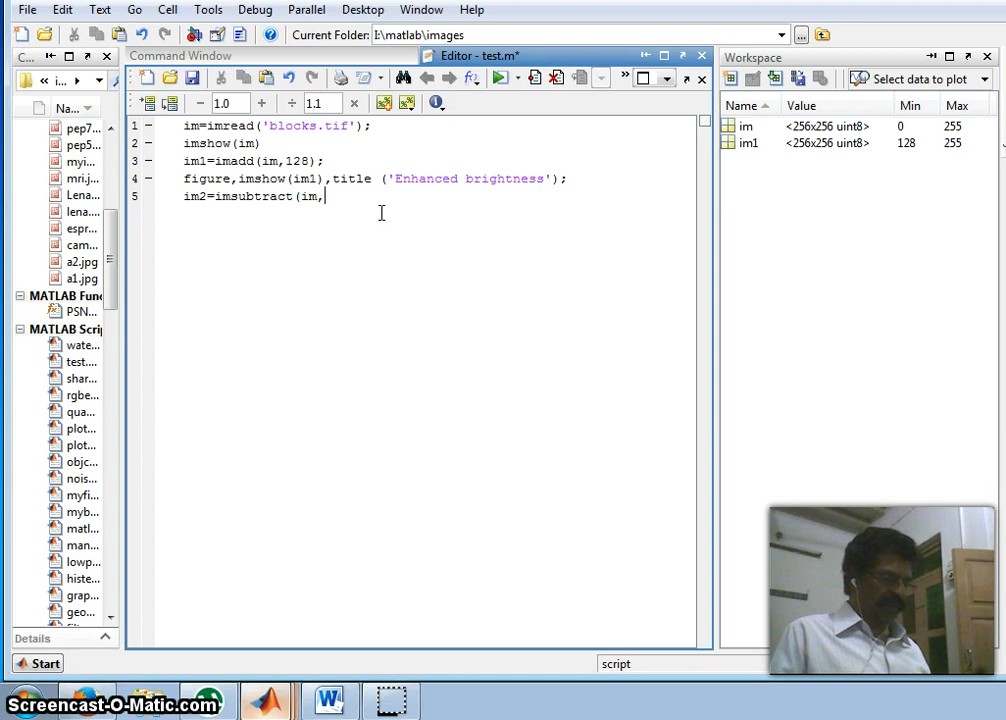 File Edit Text Go Cell Tools Debug Parallel Desktop Window Help
Current Folder: I:\matlab\images
C...
Command Window
Editor - test.m*
Workspace
« i... ▸
Select data to plot
1.0
1.1
Na...
Name Value Min Max
im <256x256 uint8> 0 255
im1 <256x256 uint8> 128 255
pep7...
pep5...
myi...
mri.j...
Lena...
lena....
espr...
cam...
a2.jpg
a1.jpg
MATLAB Func
PSN...
MATLAB Scri
wate...
test....
shar...
rgbe...
qua...
plot...
plot...
objc...
nois...
myfi...
myb...
matl...
man...
lowp...
histe...
grap...
geo...
1 im=imread('blocks.tif');
2 imshow(im)
3 im1=imadd(im,128);
4 figure,imshow(im1),title ('Enhanced brightness');
5 im2=imsubtract(im,
Details
Start
script
Screencast-O-Matic.com